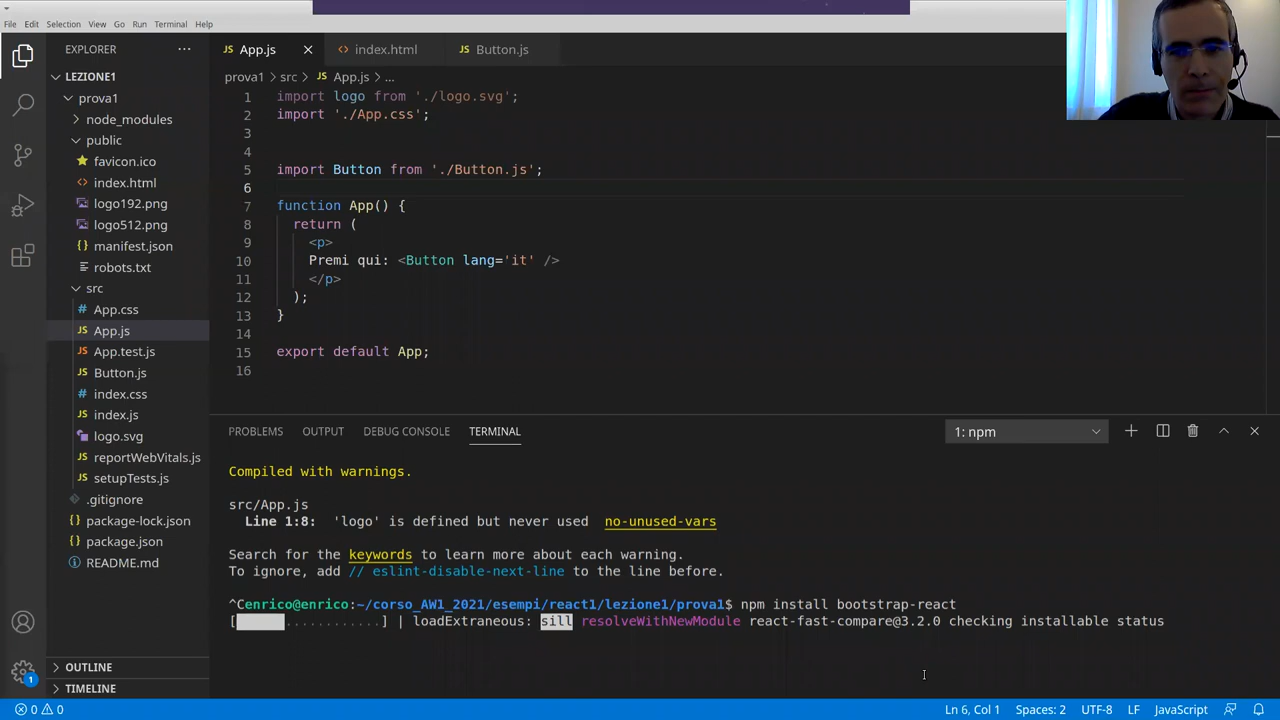 File Edit Selection View Go Run Terminal Help
EXPLORER ...
LEZIONE1
prova1
node_modules
public
favicon.ico
index.html
logo192.png
logo512.png
manifest.json
robots.txt
src
App.css
App.js
App.test.js
Button.js
index.css
index.js
logo.svg
reportWebVitals.js
setupTests.js
.gitignore
package-lock.json
package.json
README.md
OUTLINE
TIMELINE
JS App.js index.html JS Button.js
prova1 > src > JS App.js > ...
1 import logo from './logo.svg';
2 import './App.css';
3
4
5 import Button from './Button.js';
6
7 function App() {
8 return (
9 <p>
10 Premi qui: <Button lang='it' />
11 </p>
12 );
13 }
14
15 export default App;
16
PROBLEMS OUTPUT DEBUG CONSOLE TERMINAL 1: npm
Compiled with warnings.
src/App.js
Line 1:8: 'logo' is defined but never used no-unused-vars
Search for the keywords to learn more about each warning.
To ignore, add // eslint-disable-next-line to the line before.
^Cenrico@enrico:~/corso_AW1_2021/esempi/react1/lezione1/prova1$ npm install bootstrap-react
[ ............] | loadExtraneous: sill resolveWithNewModule react-fast-compare@3.2.0 checking installable status
1
0 0 Ln 6, Col 1 Spaces: 2 UTF-8 LF JavaScript